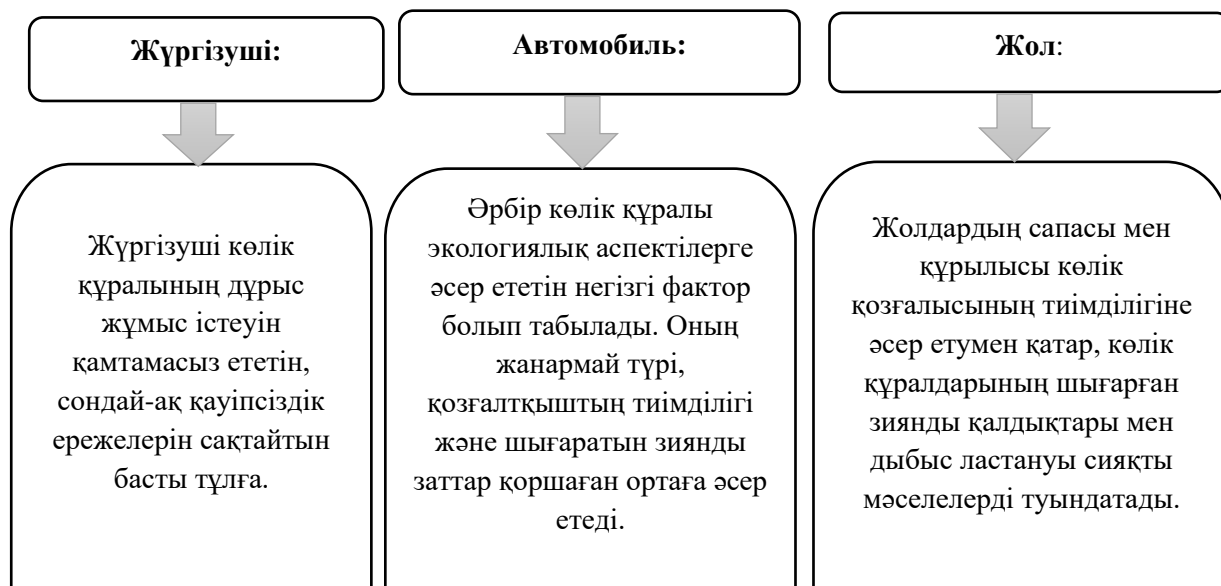 Жүргізуші:
Жүргізуші көлік
құралының дұрыс
жұмыс істеуін
қамтамасыз ететін,
сондай-ақ қауіпсіздік
ережелерін сақтайтын
басты тұлға.
Автомобиль:
Әрбір көлік құралы
экологиялық аспектілерге
әсер ететін негізгі фактор
болып табылады. Оның
жанармай түрі,
қозғалтқыштың тиімділігі
және шығаратын зиянды
заттар қоршаған ортаға әсер
етеді.
Жол:
Жолдардың сапасы мен
құрылысы көлік
қозғалысының тиімділігіне
әсер етумен қатар, көлік
құралдарының шығарған
зиянды қалдықтары мен
дыбыс ластануы сияқты
мәселелерді туындатады.